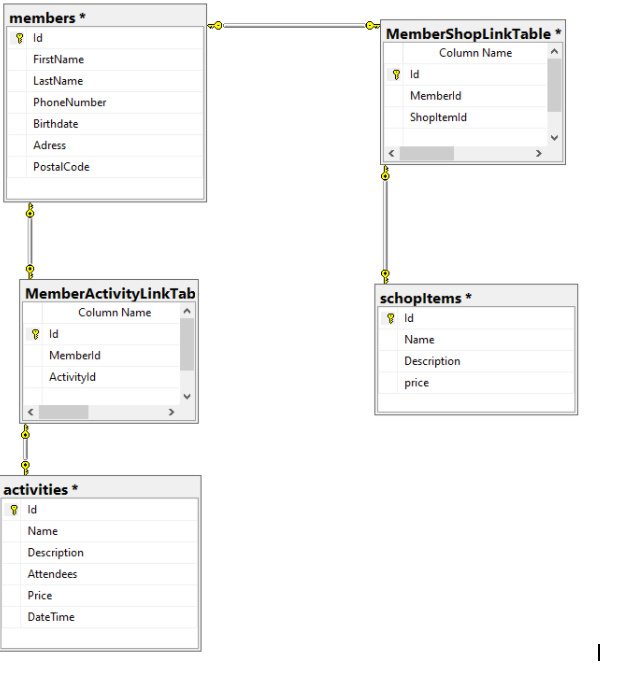 members *
Id
FirstName
LastName
PhoneNumber
Birthdate
Adress
PostalCode
MemberShopLinkTable *
Column Name
Id
MemberId
ShopItemId
MemberActivityLinkTab
Column Name
Id
MemberId
ActivityId
schopItems *
Id
Name
Description
price
activities *
Id
Name
Description
Attendees
Price
DateTime